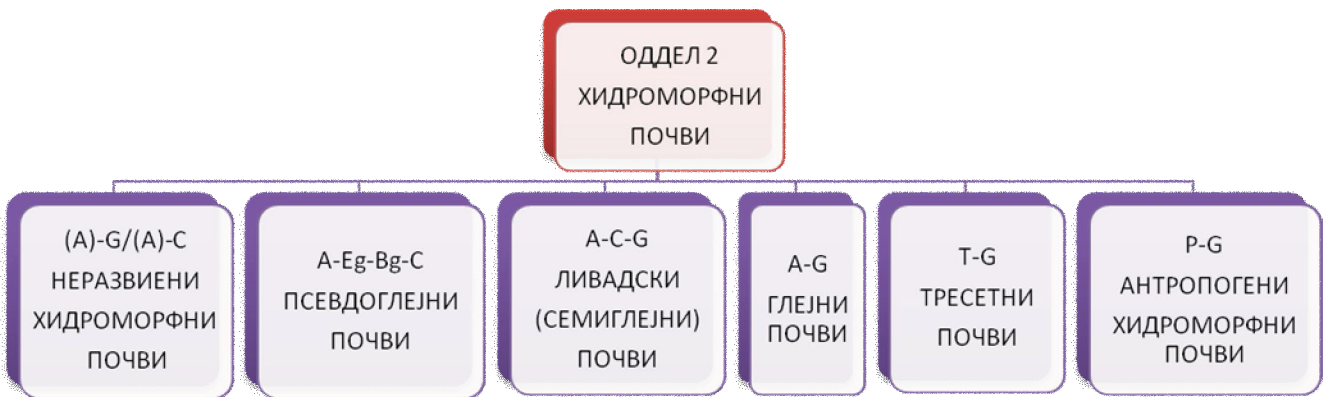 ОДДЕЛ 2
ХИДРОМОРФНИ
ПОЧВИ
(A)-G/(A)-C
НЕРАЗВИЕНИ
ХИДРОМОРФНИ
ПОЧВИ
A-Eg-Bg-C
ПСЕВДОГЛЕЈНИ
ПОЧВИ
A-C-G
ЛИВАДСКИ
(СЕМИГЛЕЈНИ)
ПОЧВИ
A-G
ГЛЕЈНИ
ПОЧВИ
T-G
ТРЕСЕТНИ
ПОЧВИ
P-G
АНТРОПОГЕНИ
ХИДРОМОРФНИ
ПОЧВИ